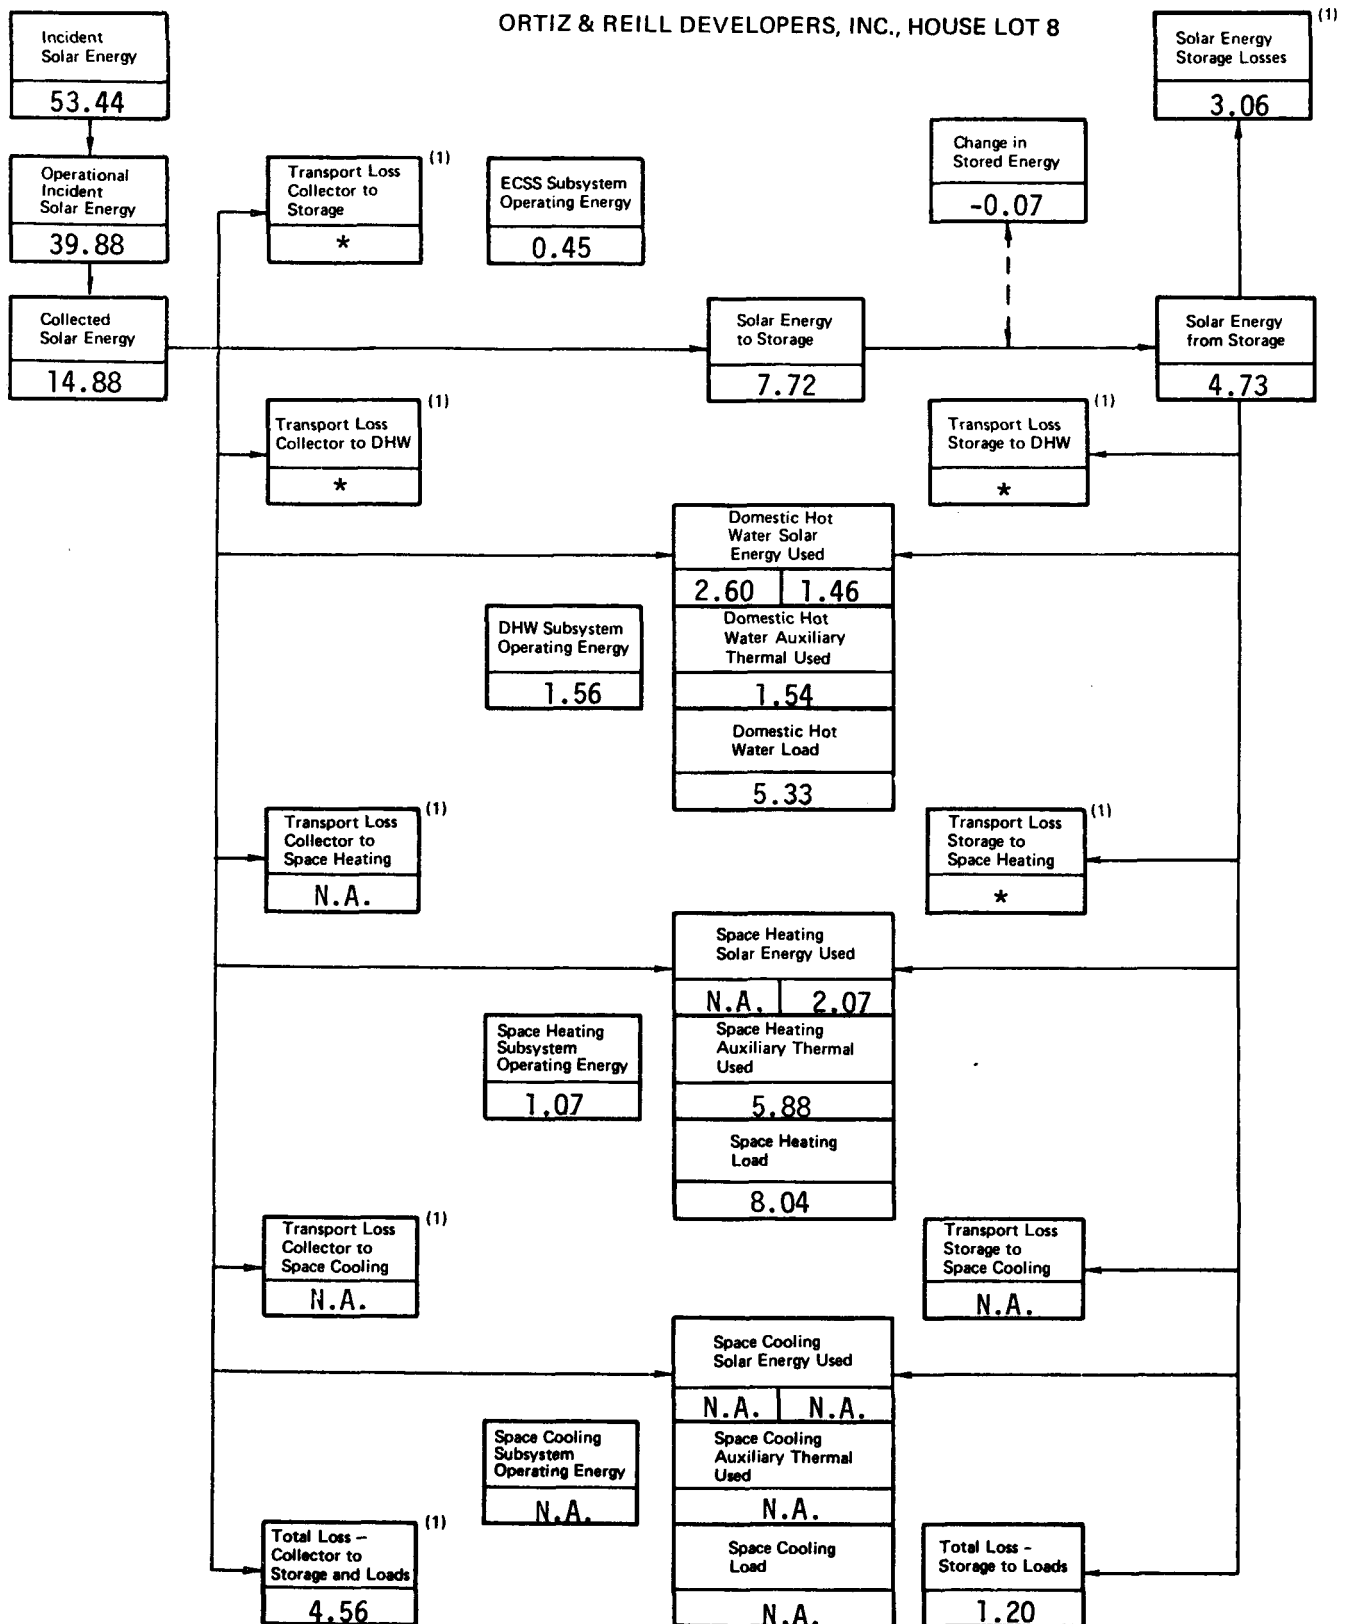 ORTIZ & REILL DEVELOPERS, INC., HOUSE LOT 8
Incident
Solar Energy
53.44
Solar Energy
Storage Losses
(1)
3.06
Change in
Stored Energy
-0.07
Operational
Incident
Solar Energy
39.88
Transport Loss
Collector to
Storage
(1)
*
ECSS Subsystem
Operating Energy
0.45
Collected
Solar Energy
14.88
Solar Energy
to Storage
7.72
Solar Energy
from Storage
4.73
Transport Loss
Collector to DHW
(1)
*
Transport Loss
Storage to DHW
(1)
*
Domestic Hot
Water Solar
Energy Used
2.60 1.46
Domestic Hot
Water Auxiliary
Thermal Used
1.54
Domestic Hot
Water Load
5.33
DHW Subsystem
Operating Energy
1.56
Transport Loss
Collector to
Space Heating
(1)
N.A.
Transport Loss
Storage to
Space Heating
(1)
*
Space Heating
Solar Energy Used
N.A. 2.07
Space Heating
Auxiliary Thermal
Used
5.88
Space Heating
Load
8.04
Space Heating
Subsystem
Operating Energy
1.07
Transport Loss
Collector to
Space Cooling
(1)
N.A.
Transport Loss
Storage to
Space Cooling
N.A.
Space Cooling
Solar Energy Used
N.A. N.A.
Space Cooling
Auxiliary Thermal
Used
N.A.
Space Cooling
Load
N.A.
Space Cooling
Subsystem
Operating Energy
N.A.
Total Loss –
Collector to
Storage and Loads
(1)
4.56
Total Loss -
Storage to Loads
1.20